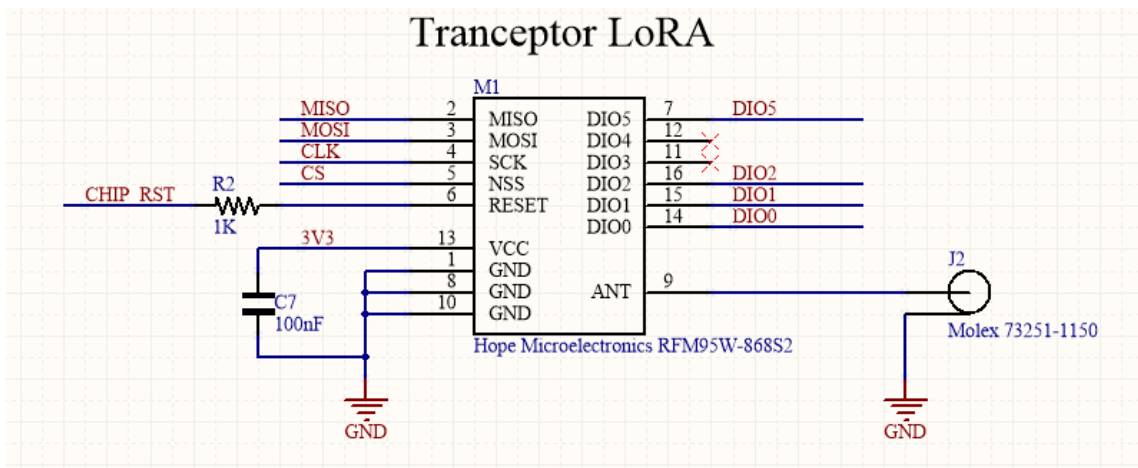 Tranceptor LoRA
M1
MISO 2 MISO DIO5 7 DIO5
MOSI 3 MOSI DIO4 12
CLK 4 SCK DIO3 11
CS 5 NSS DIO2 16 DIO2
CHIP_RST R2 1K 6 RESET DIO1 15 DIO1
DIO0 14 DIO0
3V3 13 VCC
1 GND
8 GND ANT 9 J2
10 GND
C7
100nF
Molex 73251-1150
Hope Microelectronics RFM95W-868S2
GND GND